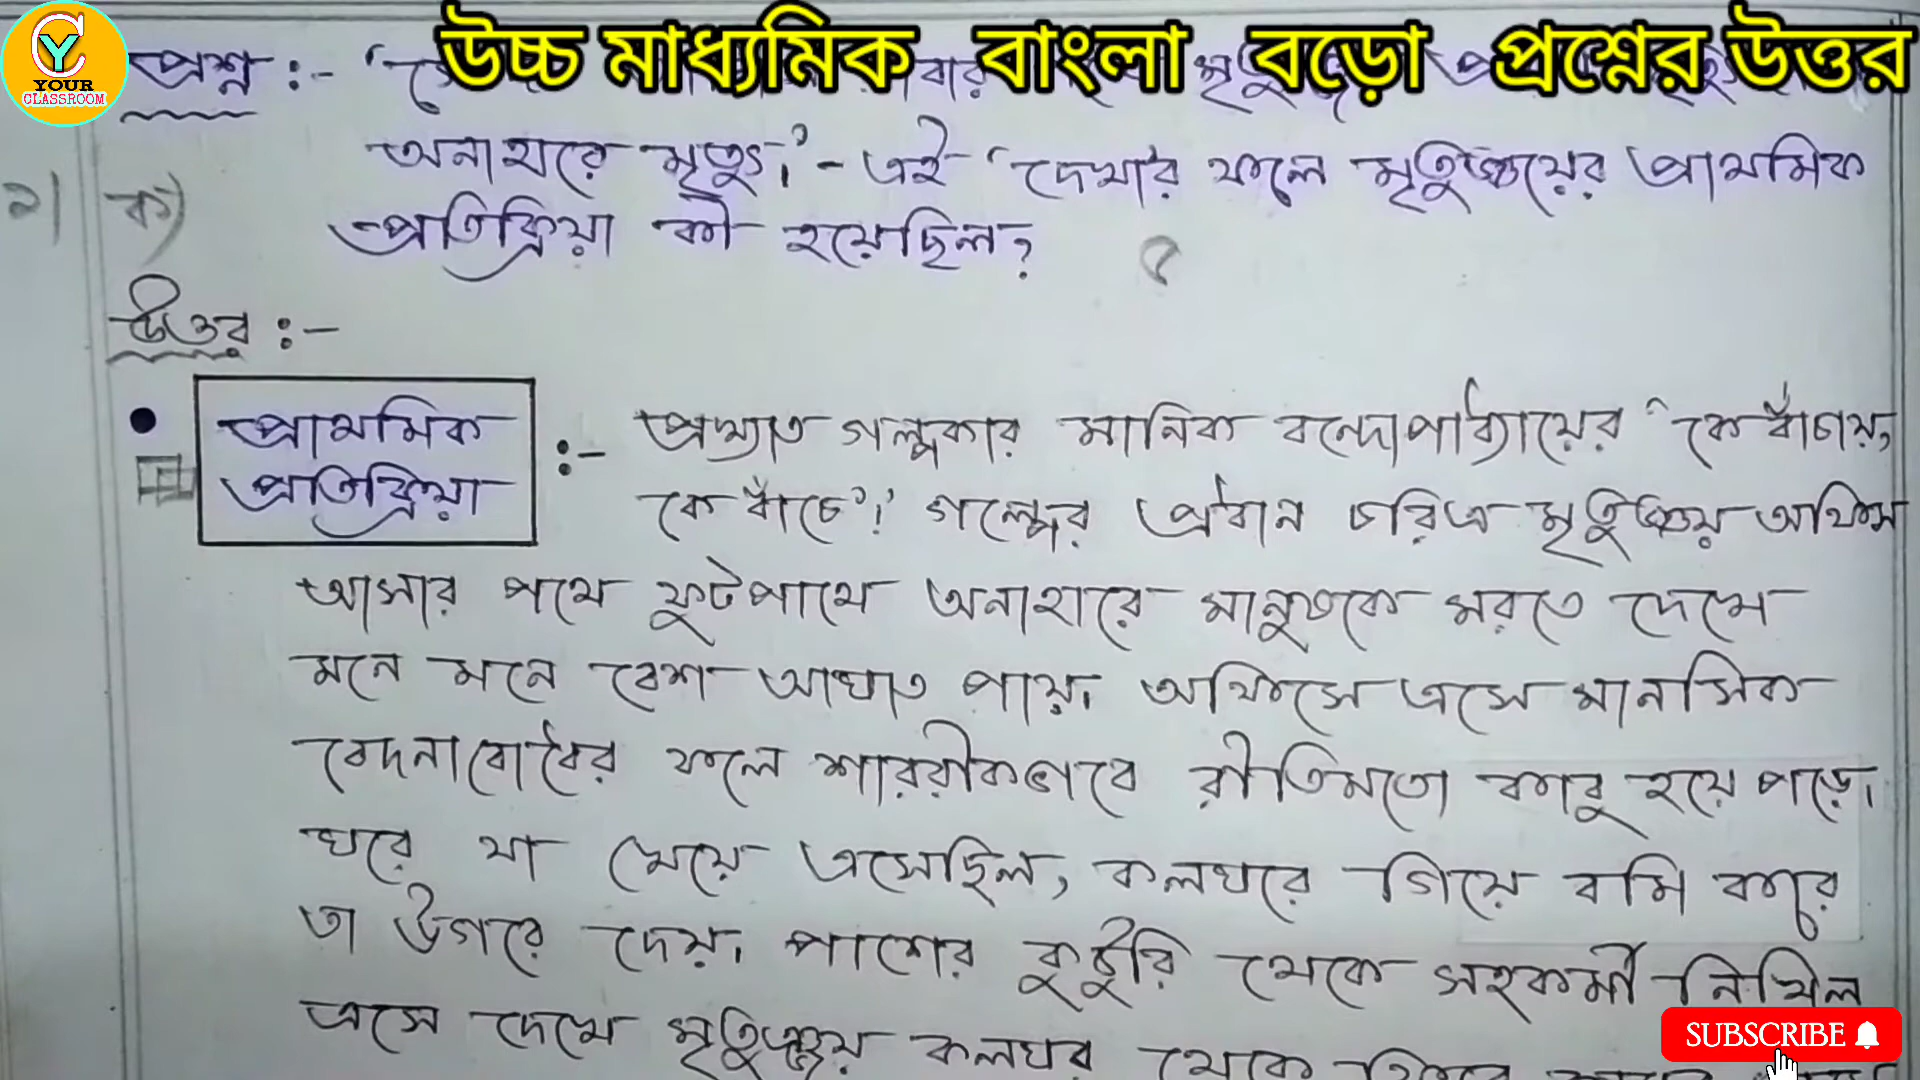 উচ্চ মাধ্যমিক বাংলা বড়ো প্রশ্নের উত্তর
YOUR
CLASSROOM
প্রশ্ন :-
অনাহারে মৃত্যু।' - এই 'দেখা'র ফলে মৃত্যুঞ্জয়ের প্রাথমিক
প্রতিক্রিয়া কী হয়েছিল?
১। ক)
উত্তর :-
প্রাথমিক
প্রতিক্রিয়া
:- প্রখ্যাত গল্পকার মানিক বন্দোপাধ্যায়ের 'কে বাঁচায়,
কে বাঁচে'।' গল্পের প্রধান চরিত্র মৃত্যুঞ্জয় অফিস
আসার পথে ফুটপাথে অনাহারে মানুষকে মরতে দেখে
মনে মনে বেশ আঘাত পায়। অফিসে এসে মানসিক
বেদনাবোধের ফলে শারীরীকভাবে রীতিমতো কাবু হয়ে পড়ে।
ঘরে যা খেয়ে এসেছিল, কলঘরে গিয়ে বমি করে
তা উগরে দেয়। পাশের কুঠুরি থেকে সহকর্মী নিখিল
এসে দেখে মৃত্যুঞ্জয় কলঘর থেকে ফিরে
SUBSCRIBE